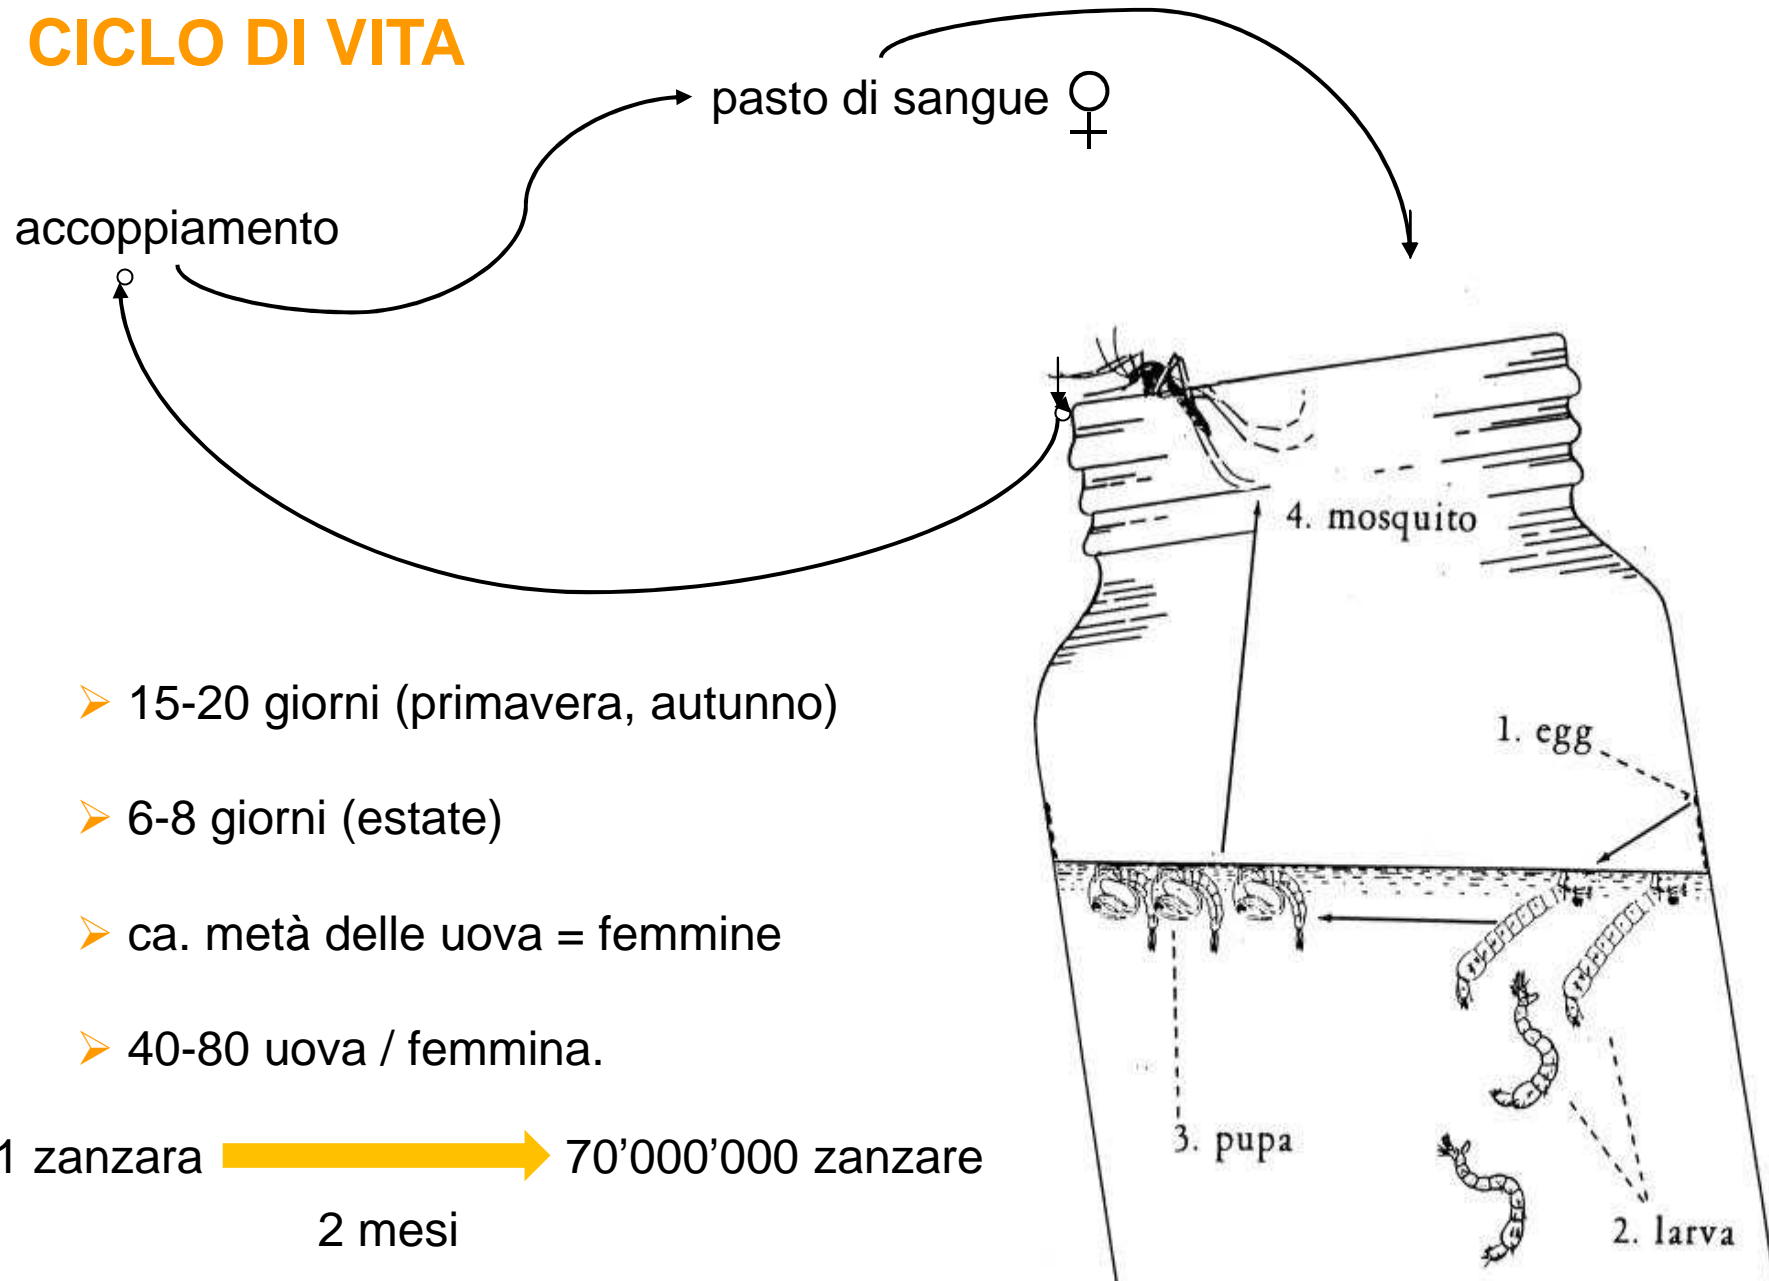 CICLO DI VITA
pasto di sangue ♀
accoppiamento
4. mosquito
15-20 giorni (primavera, autunno)
1. egg
6-8 giorni (estate)
ca. metà delle uova = femmine
40-80 uova / femmina.
3. pupa
1 zanzara 70’000’000 zanzare
2 mesi
2. larva